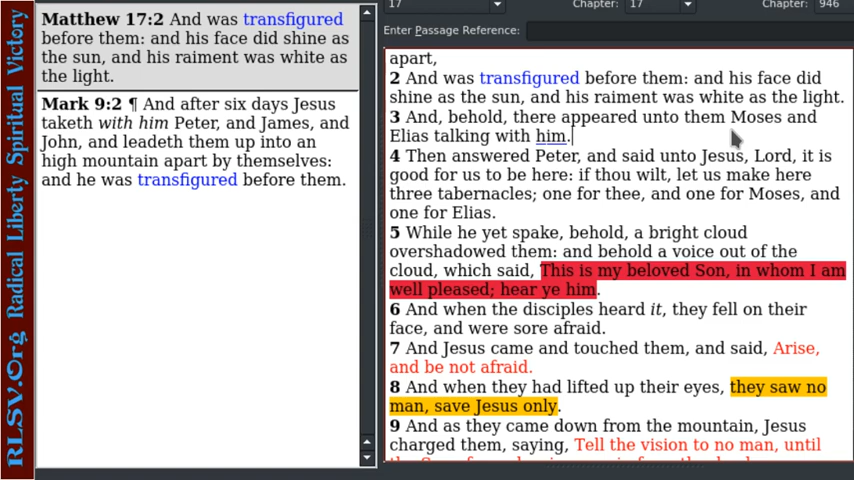 RLSV.Org Radical Liberty Spiritual Victory
Matthew 17:2 And was transfigured
before them: and his face did shine as
the sun, and his raiment was white as
the light.
Mark 9:2 ¶ And after six days Jesus
taketh with him Peter, and James, and
John, and leadeth them up into an
high mountain apart by themselves:
and he was transfigured before them.
17 Chapter: 17 Chapter: 946
Enter Passage Reference:
apart,
2 And was transfigured before them: and his face did
shine as the sun, and his raiment was white as the light.
3 And, behold, there appeared unto them Moses and
Elias talking with him.
4 Then answered Peter, and said unto Jesus, Lord, it is
good for us to be here: if thou wilt, let us make here
three tabernacles; one for thee, and one for Moses, and
one for Elias.
5 While he yet spake, behold, a bright cloud
overshadowed them: and behold a voice out of the
cloud, which said, This is my beloved Son, in whom I am
well pleased; hear ye him.
6 And when the disciples heard it, they fell on their
face, and were sore afraid.
7 And Jesus came and touched them, and said, Arise,
and be not afraid.
8 And when they had lifted up their eyes, they saw no
man, save Jesus only.
9 And as they came down from the mountain, Jesus
charged them, saying, Tell the vision to no man, until